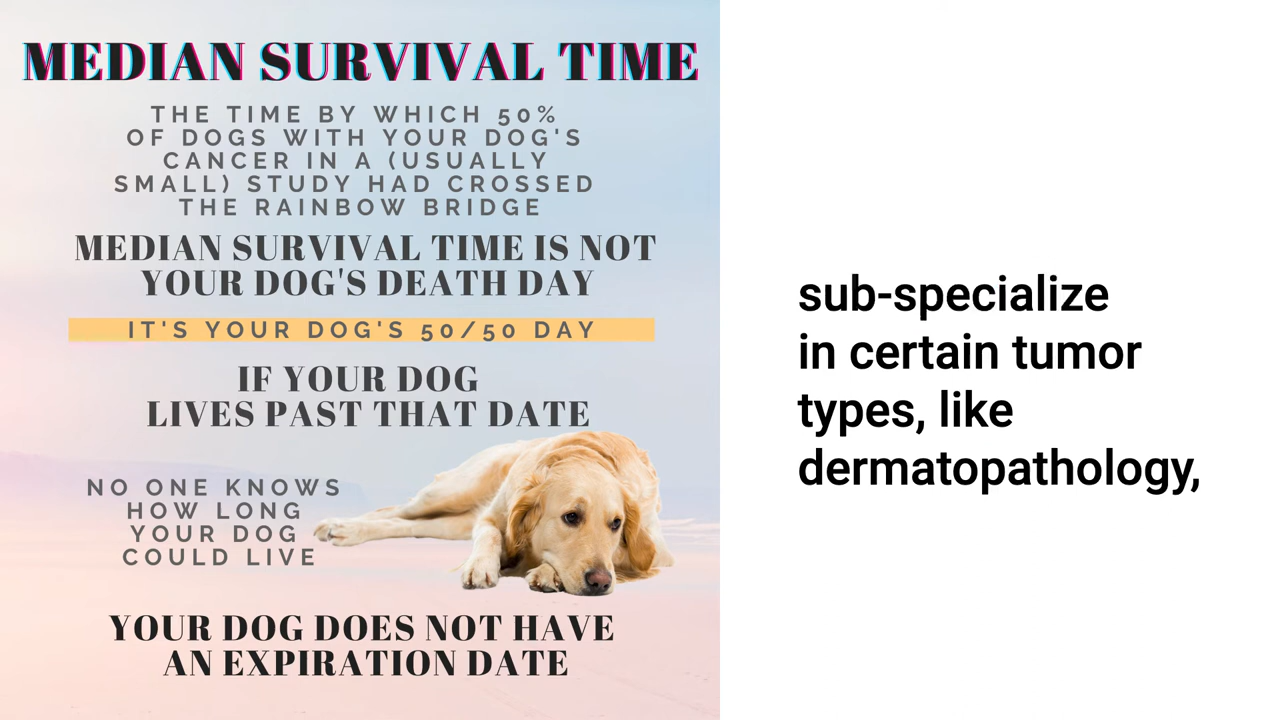 MEDIAN SURVIVAL TIME
THE TIME BY WHICH 50%
OF DOGS WITH YOUR DOG'S
CANCER IN A (USUALLY
SMALL) STUDY HAD CROSSED
THE RAINBOW BRIDGE
MEDIAN SURVIVAL TIME IS NOT
YOUR DOG'S DEATH DAY
IT'S YOUR DOG'S 50/50 DAY
IF YOUR DOG
LIVES PAST THAT DATE
NO ONE KNOWS
HOW LONG
YOUR DOG
COULD LIVE
YOUR DOG DOES NOT HAVE
AN EXPIRATION DATE
sub-specialize
in certain tumor
types, like
dermatopathology,